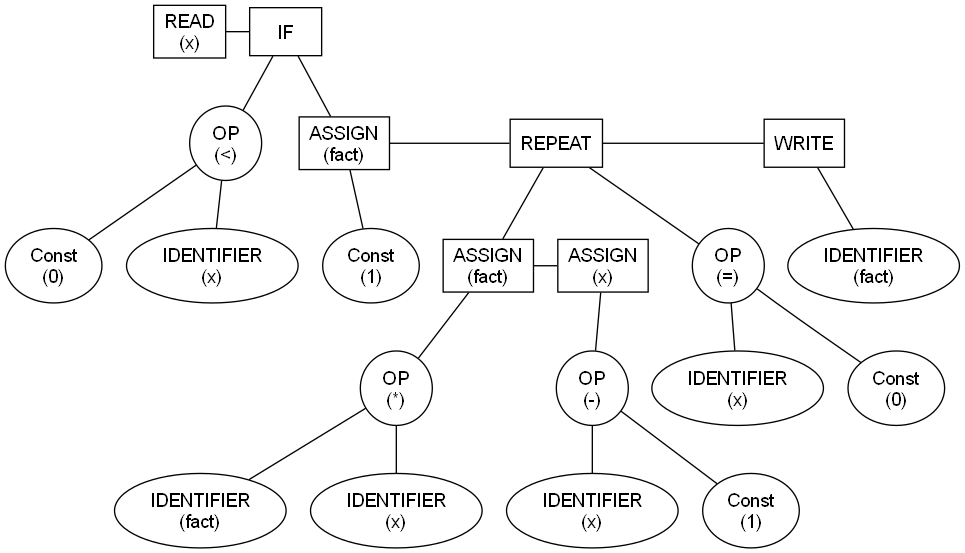 READ
(x)
IF
OP
(<)
ASSIGN
(fact)
REPEAT
WRITE
Const
(0)
IDENTIFIER
(x)
Const
(1)
ASSIGN
(fact)
ASSIGN
(x)
OP
(=)
IDENTIFIER
(fact)
OP
(*)
OP
(-)
IDENTIFIER
(x)
Const
(0)
IDENTIFIER
(fact)
IDENTIFIER
(x)
IDENTIFIER
(x)
Const
(1)